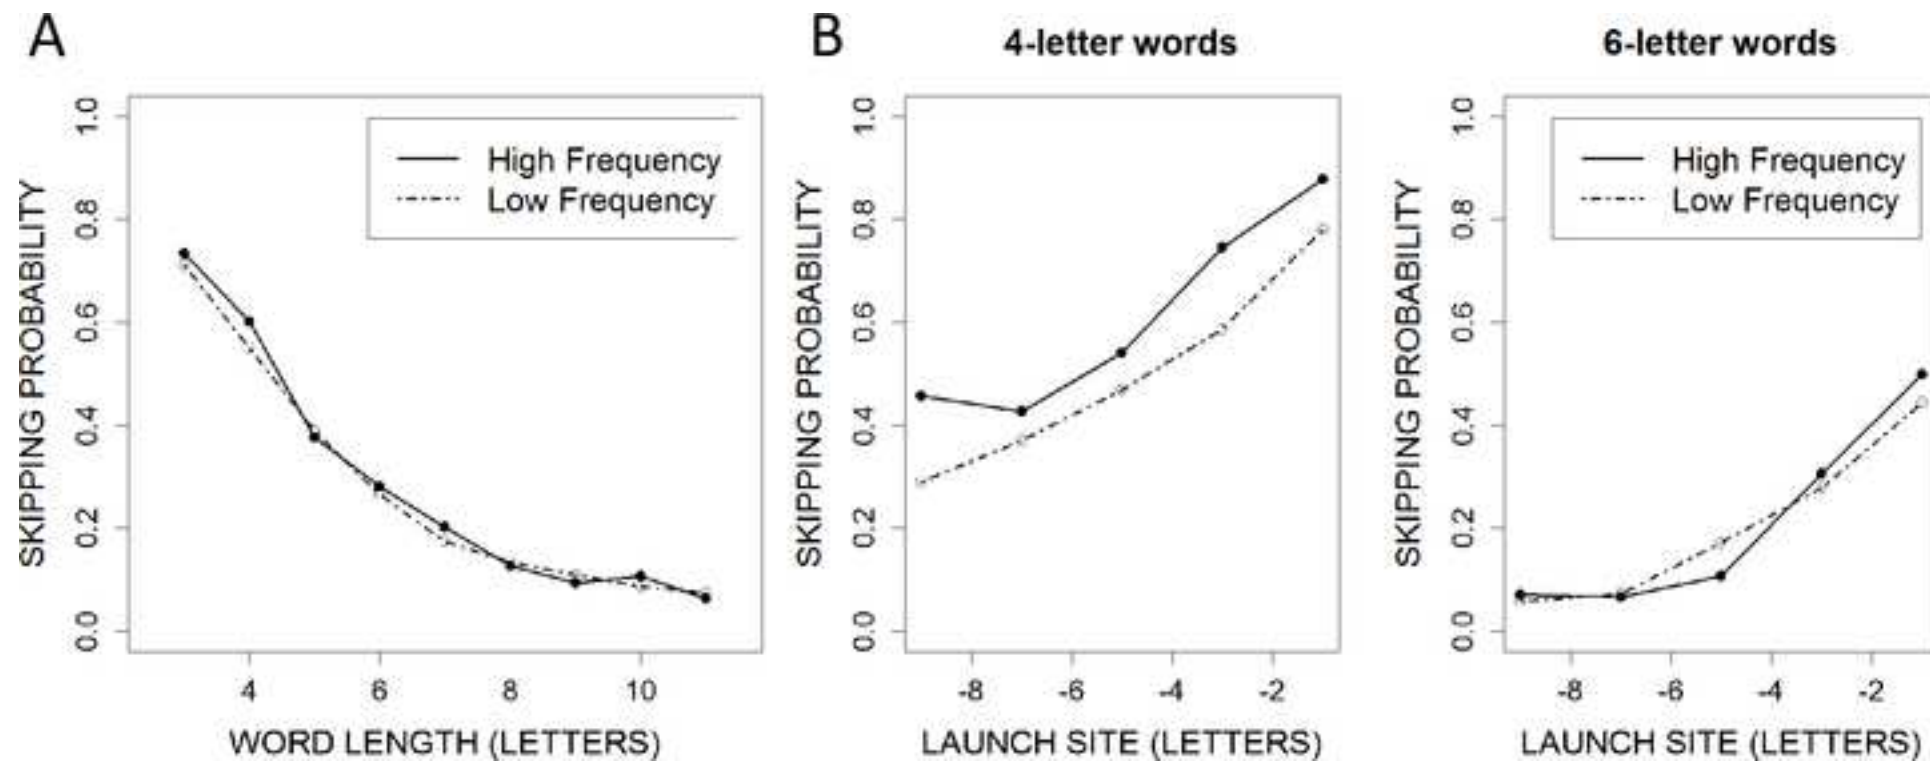 A
SKIPPING PROBABILITY
0.0 0.2 0.4 0.6 0.8 1.0
High Frequency
Low Frequency
4 6 8 10
WORD LENGTH (LETTERS)
B
4-letter words
SKIPPING PROBABILITY
0.0 0.2 0.4 0.6 0.8 1.0
-8 -6 -4 -2
LAUNCH SITE (LETTERS)
6-letter words
SKIPPING PROBABILITY
0.0 0.2 0.4 0.6 0.8 1.0
High Frequency
Low Frequency
-8 -6 -4 -2
LAUNCH SITE (LETTERS)